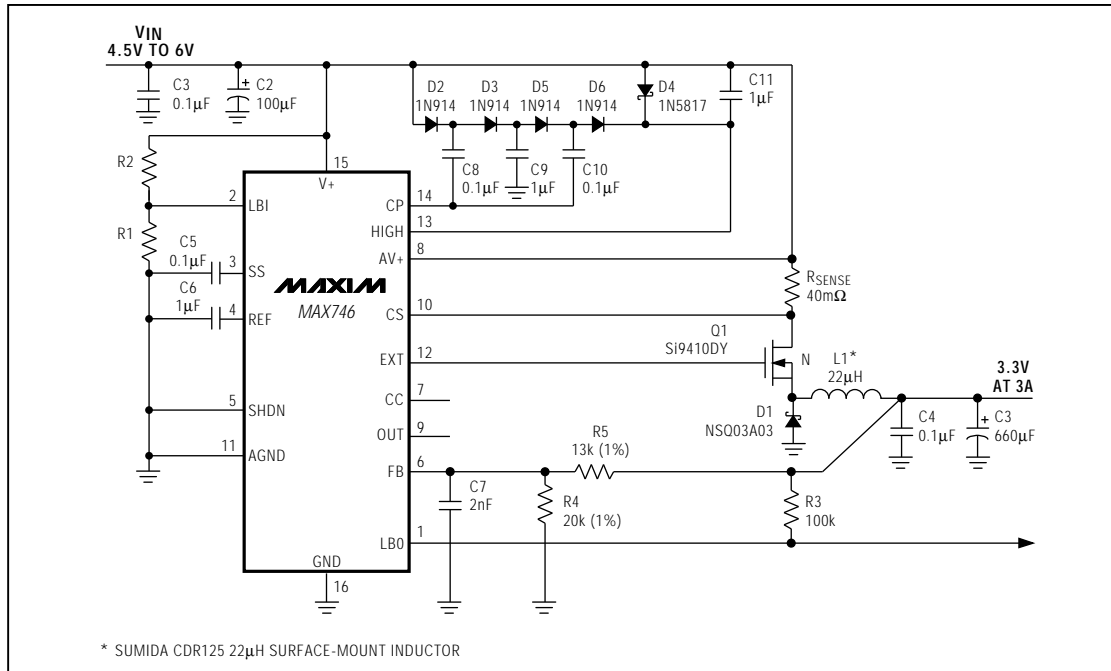 VIN
4.5V TO 6V
C3
0.1µF
+
C2
100µF
D2
1N914
D3
1N914
D5
1N914
D6
1N914
D4
1N5817
C11
1µF
R2
15
V+
C8
0.1µF
C9
1µF
C10
0.1µF
2
LBI
CP
14
HIGH
13
R1
AV+
8
C5
0.1µF
3
SS
MAXIM
MAX746
RSENSE
40mΩ
C6
1µF
4
REF
CS
10
Q1
Si9410DY
N
EXT
12
L1*
22µH
3.3V
AT 3A
CC
7
5
SHDN
D1
NSQ03A03
C4
0.1µF
+
C3
660µF
OUT
9
R5
13k (1%)
11
AGND
FB
6
C7
2nF
R4
20k (1%)
R3
100k
LB0
1
GND
16
* SUMIDA CDR125 22µH SURFACE-MOUNT INDUCTOR